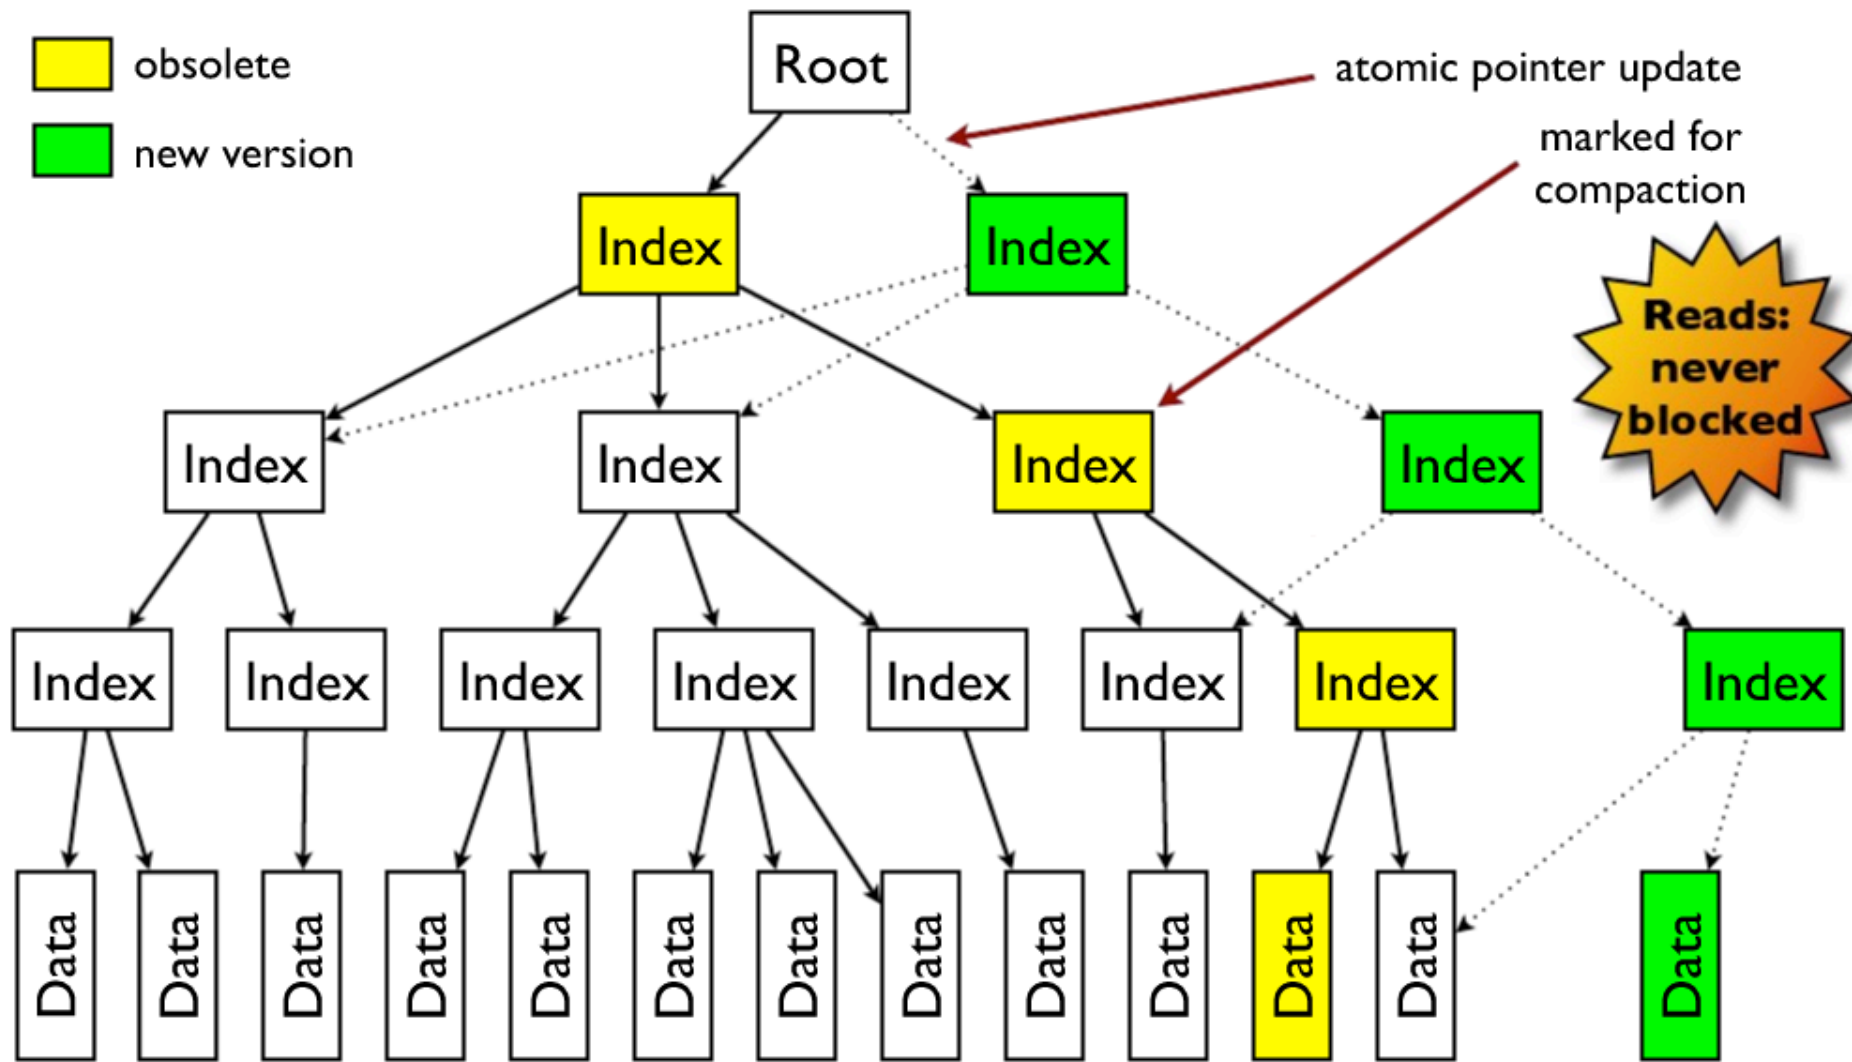 Root
obsolete
atomic pointer update
new version
marked for
compaction
Index
Index
Reads:
never
blocked
Index
Index
Index
Index
Index
Index
Index
Index
Index
Index
Index
Index
Data
Data
Data
Data
Data
Data
Data
Data
Data
Data
Data
Data
Data